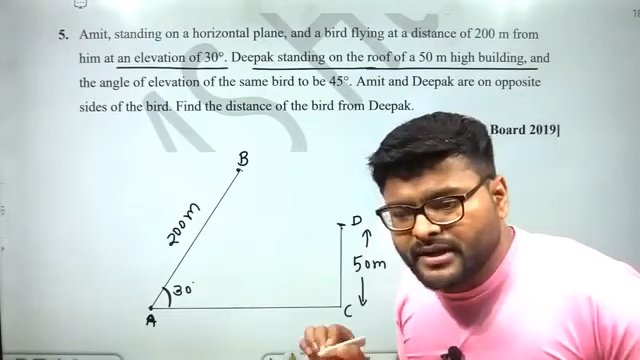 18
5. Amit, standing on a horizontal plane, and a bird flying at a distance of 200 m from
him at an elevation of 30°. Deepak standing on the roof of a 50 m high building, and
the angle of elevation of the same bird to be 45°. Amit and Deepak are on opposite
sides of the bird. Find the distance of the bird from Deepak.
Board 2019]
B
200m
D
30°
50m
A
C